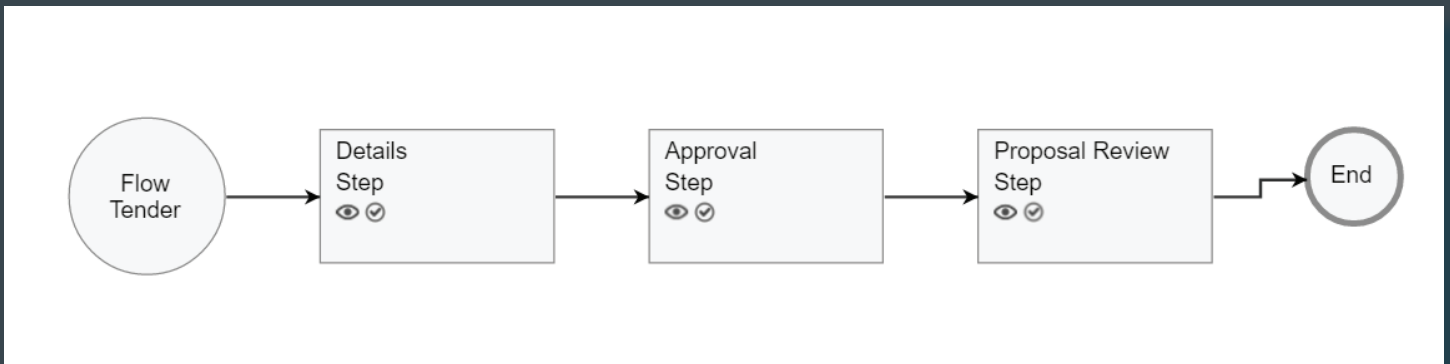 Flow
Tender
Details
Step
Approval
Step
Proposal Review
Step
End